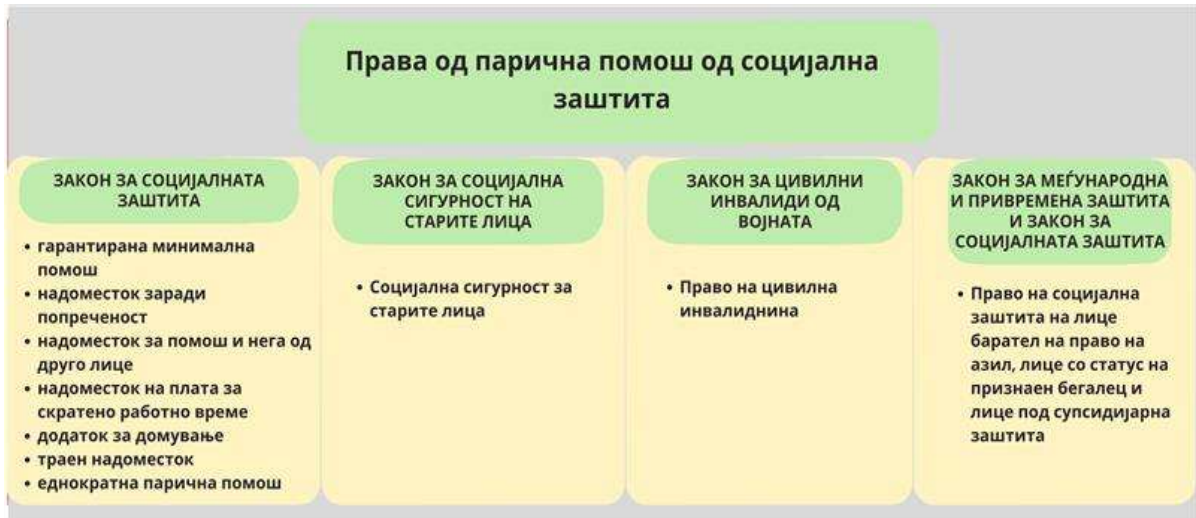 Права од парична помош од социјална
заштита
ЗАКОН ЗА СОЦИЈАЛНАТА
ЗАШТИТА
• гарантирана минимална
помош
• надоместок заради
попреченост
• надоместок за помош и нега од
друго лице
• надоместок на плата за
скратено работно време
• додаток за домување
• траен надоместок
• еднократна парична помош
ЗАКОН ЗА СОЦИЈАЛНА
СИГУРНОСТ НА
СТАРИТЕ ЛИЦА
• Социјална сигурност за
старите лица
ЗАКОН ЗА ЦИВИЛНИ
ИНВАЛИДИ ОД
ВОЈНАТА
• Право на цивилна
инвалиднина
ЗАКОН ЗА МЕЃУНАРОДНА
И ПРИВРЕМЕНА ЗАШТИТА
И ЗАКОН ЗА
СОЦИЈАЛНАТА ЗАШТИТА
• Право на социјална
заштита на лице
барател на право на
азил, лице со статус на
признаен бегалец и
лице под супсидијарна
заштита